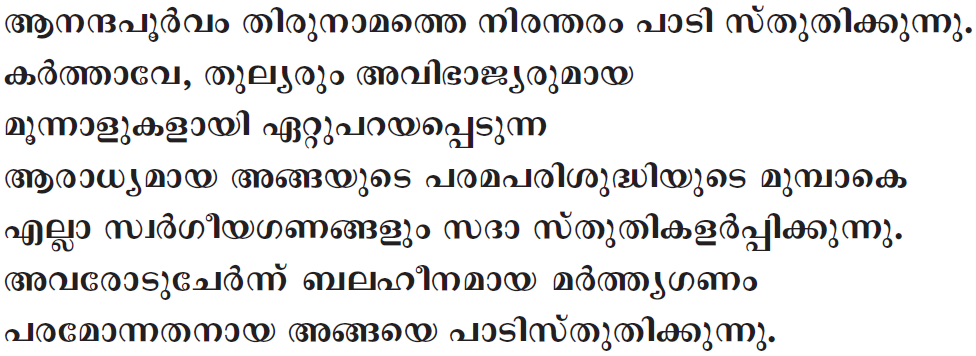 ആനന്ദപൂർവം തിരുനാമത്തെ നിരന്തരം പാടി സ്തുതിക്കുന്നു.
കർത്താവേ, തുല്യരും അവിഭാജ്യരുമായ
മൂന്നാളുകളായി ഏറ്റുപറയപ്പെടുന്ന
ആരാധ്യമായ അങ്ങയുടെ പരമപരിശുദ്ധിയുടെ മുമ്പാകെ
എല്ലാ സ്വർഗീയഗണങ്ങളും സദാ സ്തുതികളർപ്പിക്കുന്നു.
അവരോടുചേർന്ന് ബലഹീനമായ മർത്ത്യഗണം
പരമോന്നതനായ അങ്ങയെ പാടിസ്തുതിക്കുന്നു.